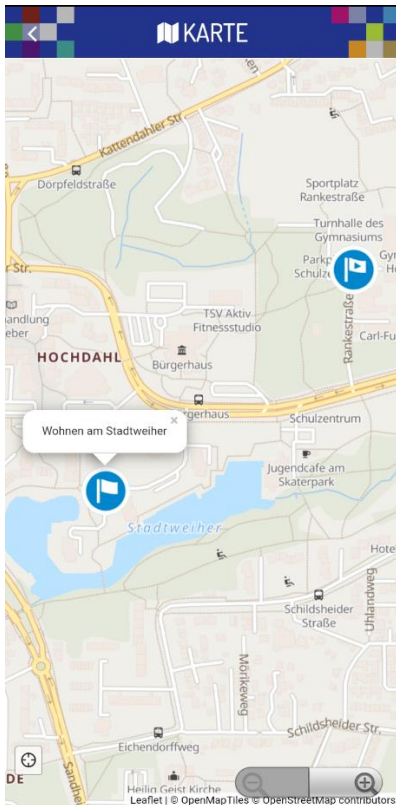 KARTE
Kattendahler Str
Dörpfeldstraße
Sportplatz
Rankestraße
Turnhalle des
Gymnasiums
Str.
TSV Aktiv
Fitnessstudio
Rankestraße
Carl-Fu
HOCHDAHL
Bürgerhaus
Wohnen am Stadtweiher
×
Schulzentrum
Jugendcafe am
Skaterpark
Stadtweiher
Hote
Schildsheider
Straße
Uhlandweg
Mörikeweg
Schildsheider Str.
Eichendorffweg
DE
Sandhe
Heilig Geist Kirche
Leaflet | © OpenMapTiles © OpenStreetMap contributors